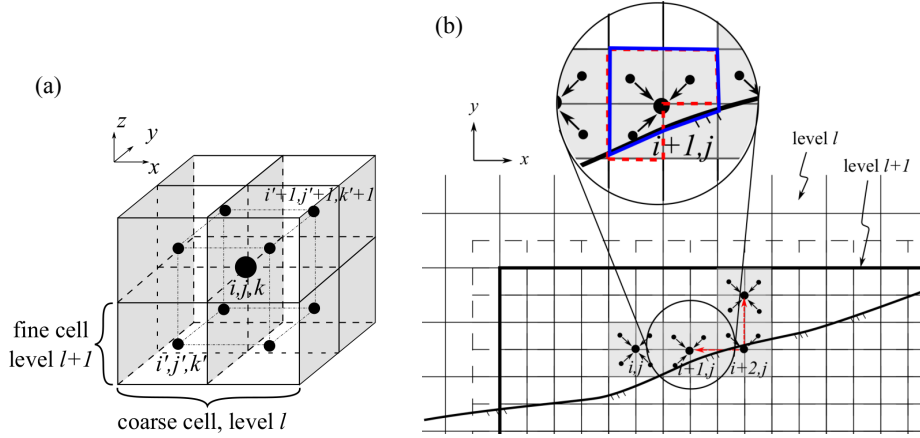 (a)
z
y
x
i'+1,j'+1,k'+1
i,j,k
fine cell
level l+1
i',j',k'
coarse cell, level l
(b)
y
x
i+1,j
level l
level l+1
i,j
i+1,j
i+2,j